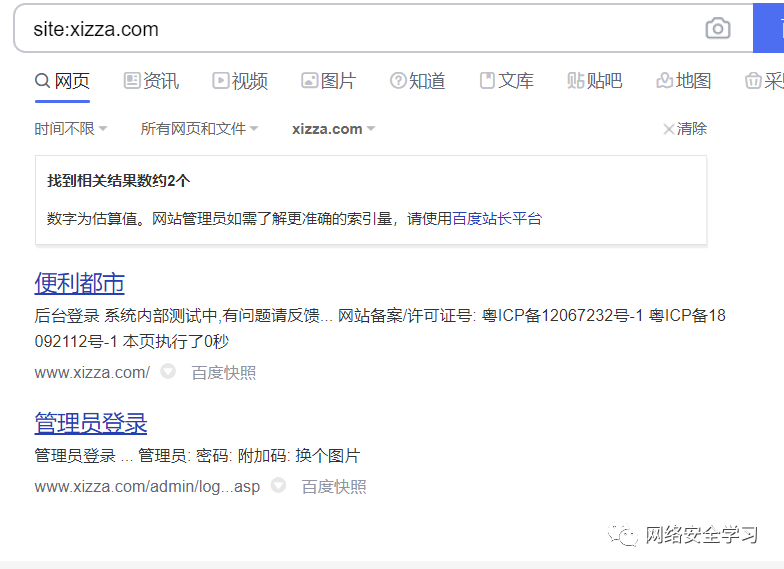 site:xizza.com
网页 资讯 视频 图片 知道 文库 贴吧 地图
时间不限 所有网页和文件 xizza.com 清除
找到相关结果数约2个
数字为估算值。网站管理员如需了解更准确的索引量，请使用百度站长平台
便利都市
后台登录 系统内部测试中,有问题请反馈... 网站备案/许可证号: 粤ICP备12067232号-1 粤ICP备18
092112号-1 本页执行了0秒
www.xizza.com/ 百度快照
管理员登录
管理员登录 ... 管理员: 密码: 附加码: 换个图片
www.xizza.com/admin/log...asp 百度快照
网络安全学习